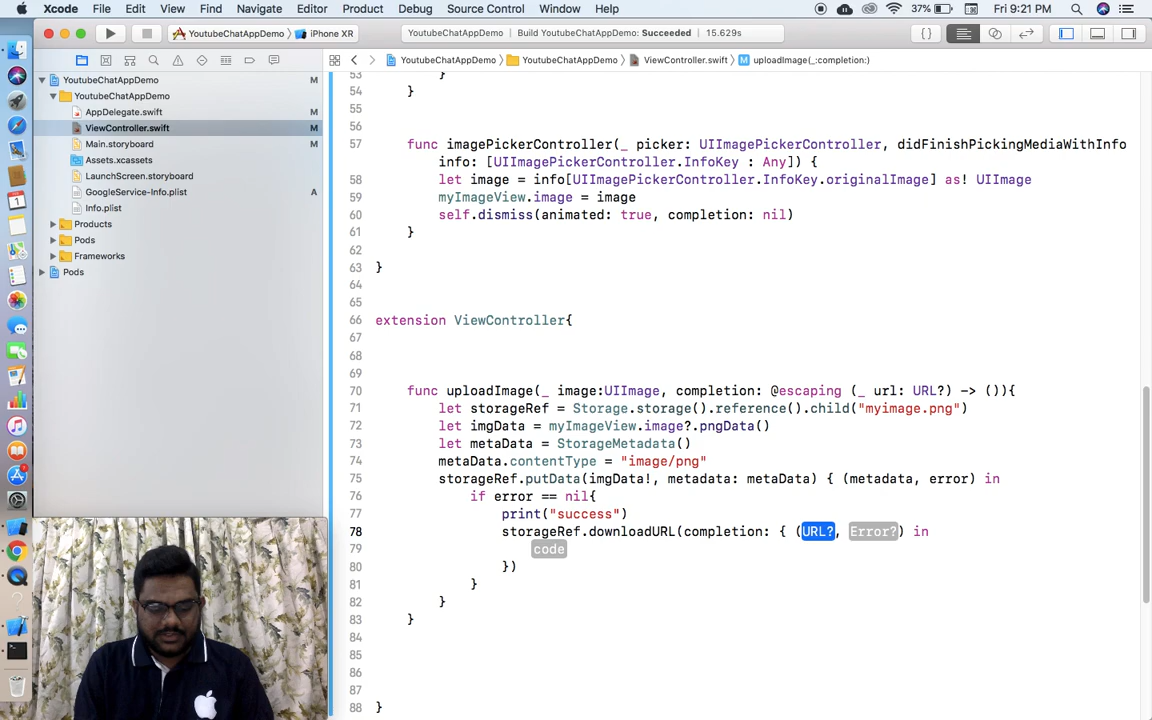 Xcode File Edit View Find Navigate Editor Product Debug Source Control Window Help 37% Fri 9:21 PM
YoutubeChatAppDemo iPhone XR YoutubeChatAppDemo Build YoutubeChatAppDemo: Succeeded 15.629s { }
YoutubeChatAppDemo YoutubeChatAppDemo ViewController.swift M uploadImage(_:completion:)
YoutubeChatAppDemo M
YoutubeChatAppDemo
AppDelegate.swift M
ViewController.swift M
Main.storyboard M
Assets.xcassets
LaunchScreen.storyboard
GoogleService-Info.plist A
Info.plist
Products
Pods
Frameworks
Pods
53 }
54 }
55
56
57 func imagePickerController(_ picker: UIImagePickerController, didFinishPickingMediaWithInfo
info: [UIImagePickerController.InfoKey : Any]) {
58 let image = info[UIImagePickerController.InfoKey.originalImage] as! UIImage
59 myImageView.image = image
60 self.dismiss(animated: true, completion: nil)
61 }
62
63 }
64
65
66 extension ViewController{
67
68
69
70 func uploadImage(_ image:UIImage, completion: @escaping (_ url: URL?) -> ()){
71 let storageRef = Storage.storage().reference().child("myimage.png")
72 let imgData = myImageView.image?.pngData()
73 let metaData = StorageMetadata()
74 metaData.contentType = "image/png"
75 storageRef.putData(imgData!, metadata: metaData) { (metadata, error) in
76 if error == nil{
77 print("success")
78 storageRef.downloadURL(completion: { (URL?, Error?) in
79 code
80 })
81 }
82 }
83 }
84
85
86
87
88 }